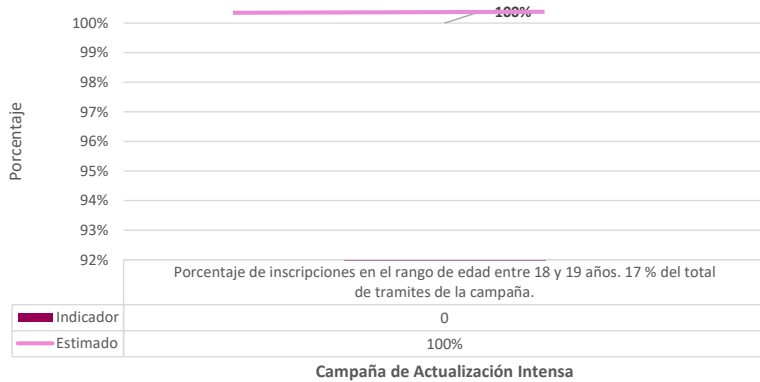 100%
100%
99%
98%
97%
96%
95%
94%
93%
92%
Porcentaje
Porcentaje de inscripciones en el rango de edad entre 18 y 19 años. 17 % del total
de tramites de la campaña.
Indicador 0
Estimado 100%
Campaña de Actualización Intensa